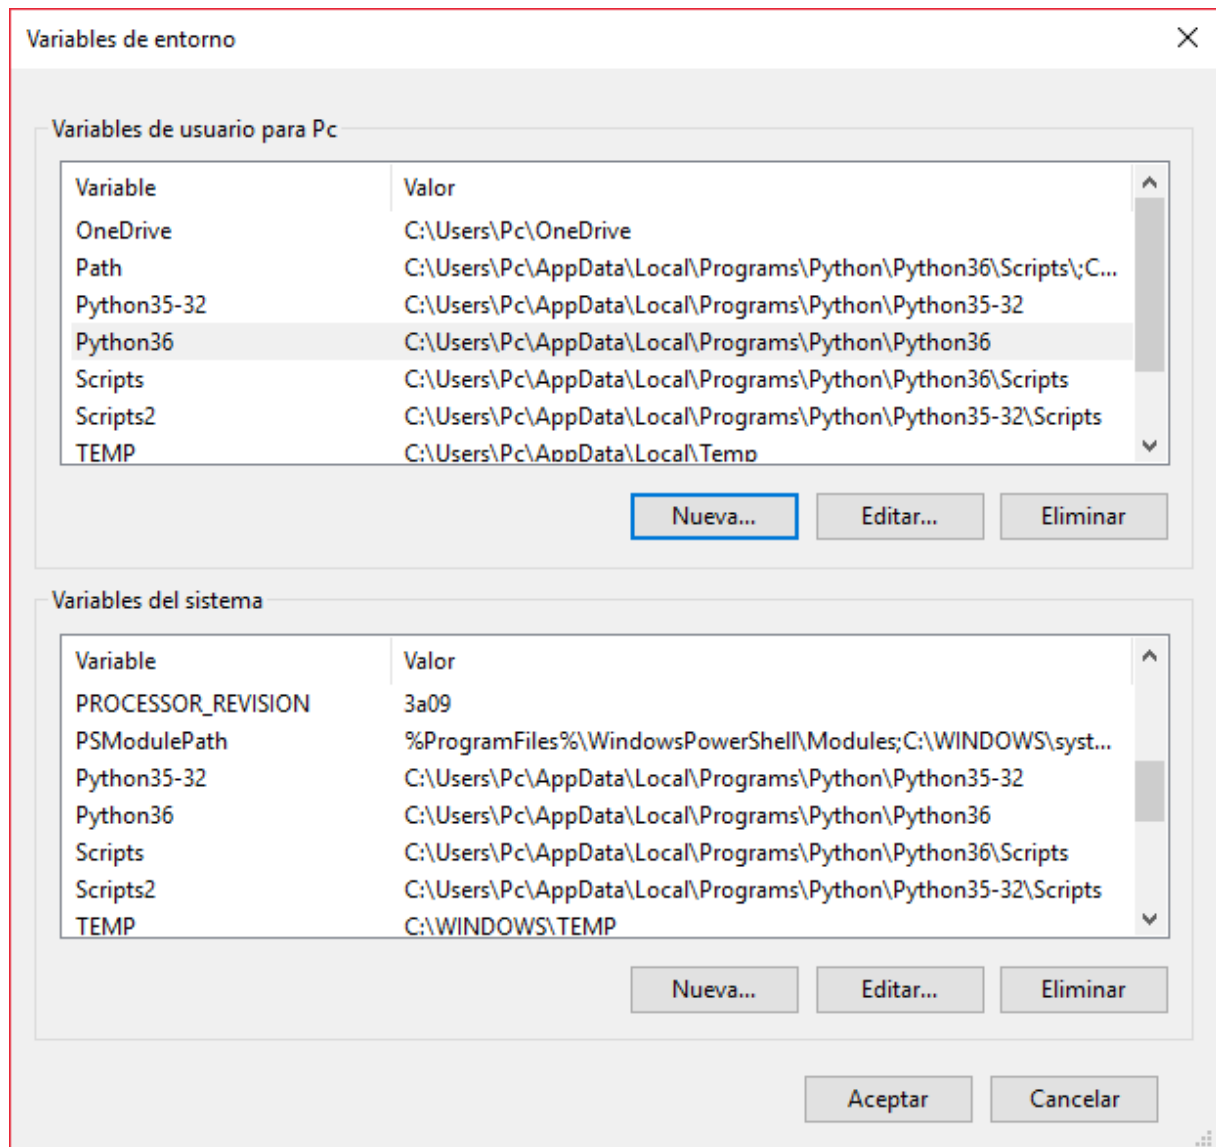 Variables de entorno
Variables de usuario para Pc
Variable Valor
OneDrive C:\Users\Pc\OneDrive
Path C:\Users\Pc\AppData\Local\Programs\Python\Python36\Scripts\;C...
Python35-32 C:\Users\Pc\AppData\Local\Programs\Python\Python35-32
Python36 C:\Users\Pc\AppData\Local\Programs\Python\Python36
Scripts C:\Users\Pc\AppData\Local\Programs\Python\Python36\Scripts
Scripts2 C:\Users\Pc\AppData\Local\Programs\Python\Python35-32\Scripts
TEMP C:\Users\Pc\AppData\Local\Temp
Nueva... Editar... Eliminar
Variables del sistema
Variable Valor
PROCESSOR_REVISION 3a09
PSModulePath %ProgramFiles%\WindowsPowerShell\Modules;C:\WINDOWS\syst...
Python35-32 C:\Users\Pc\AppData\Local\Programs\Python\Python35-32
Python36 C:\Users\Pc\AppData\Local\Programs\Python\Python36
Scripts C:\Users\Pc\AppData\Local\Programs\Python\Python36\Scripts
Scripts2 C:\Users\Pc\AppData\Local\Programs\Python\Python35-32\Scripts
TEMP C:\WINDOWS\TEMP
Nueva... Editar... Eliminar
Aceptar Cancelar